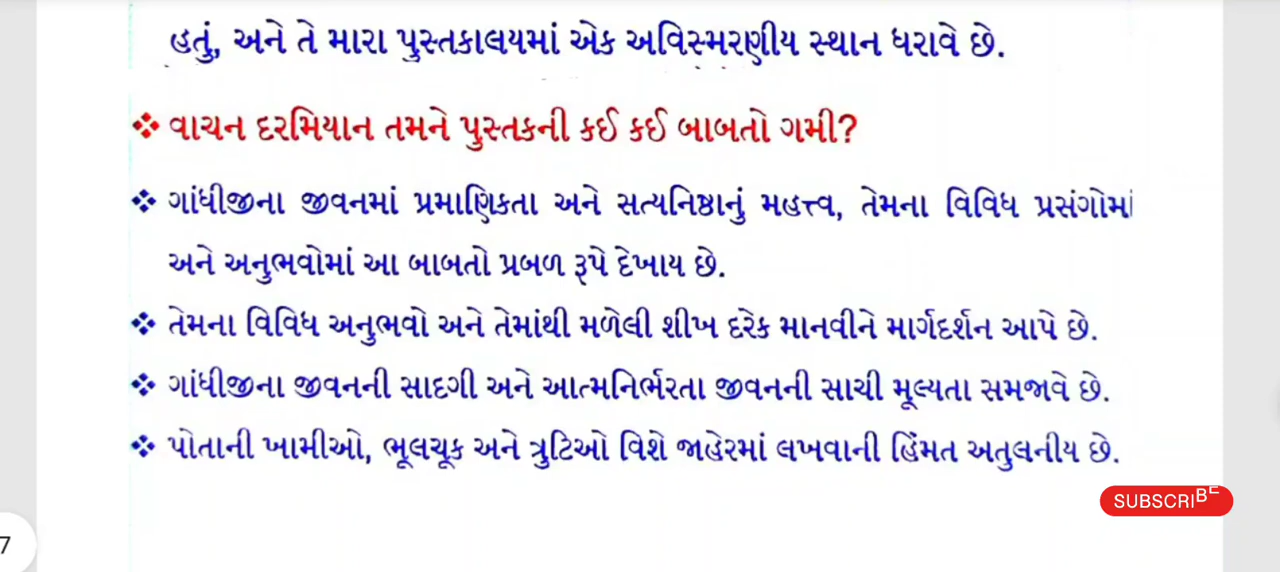 હતું, અને તે મારા પુસ્તકાલયમાં એક અવિસ્મરણીય સ્થાન ધરાવે છે.
❖ વાચન દરમિયાન તમને પુસ્તકની કઈ કઈ બાબતો ગમી?
❖ ગાંધીજીના જીવનમાં પ્રમાણિકતા અને સત્યનિષ્ઠાનું મહત્ત્વ, તેમના વિવિધ પ્રસંગોમાં
અને અનુભવોમાં આ બાબતો પ્રબળ રૂપે દેખાય છે.
❖ તેમના વિવિધ અનુભવો અને તેમાંથી મળેલી શીખ દરેક માનવીને માર્ગદર્શન આપે છે.
❖ ગાંધીજીના જીવનની સાદગી અને આત્મનિર્ભરતા જીવનની સાચી મૂલ્યતા સમજાવે છે.
❖ પોતાની ખામીઓ, ભૂલચૂક અને ત્રુટિઓ વિશે જાહેરમાં લખવાની હિંમત અતુલનીય છે.
SUBSCRIBE
7